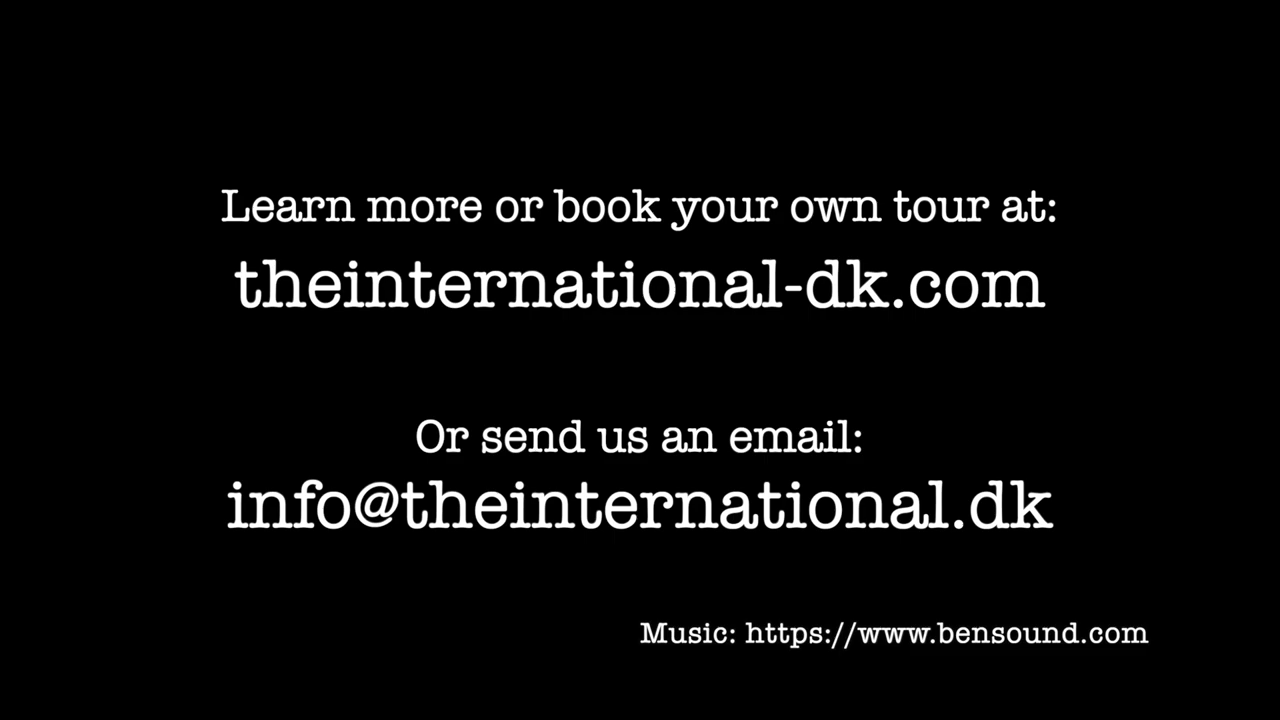 Learn more or book your own tour at:
theinternational-dk.com
Or send us an email:
info@theinternational.dk
Music: https://www.bensound.com